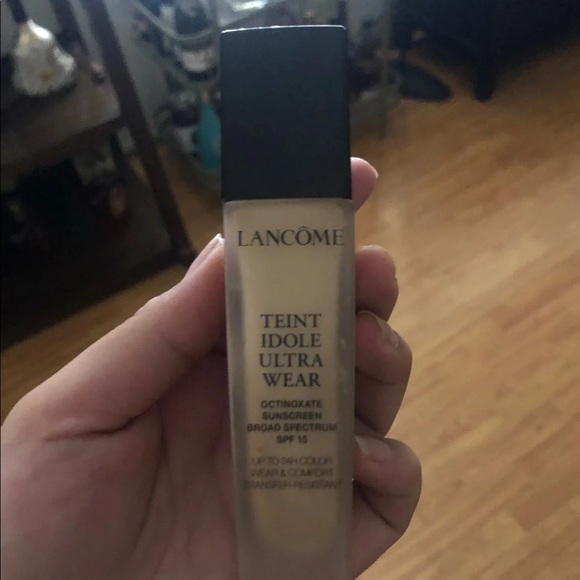 LANCÔME
TEINT
IDOLE
ULTRA
WEAR
OCTINOXATE
SUNSCREEN
BROAD SPECTRUM
SPF 15
UP TO 24H COLOR
WEAR & COMFORT
TRANSFER-RESISTANT